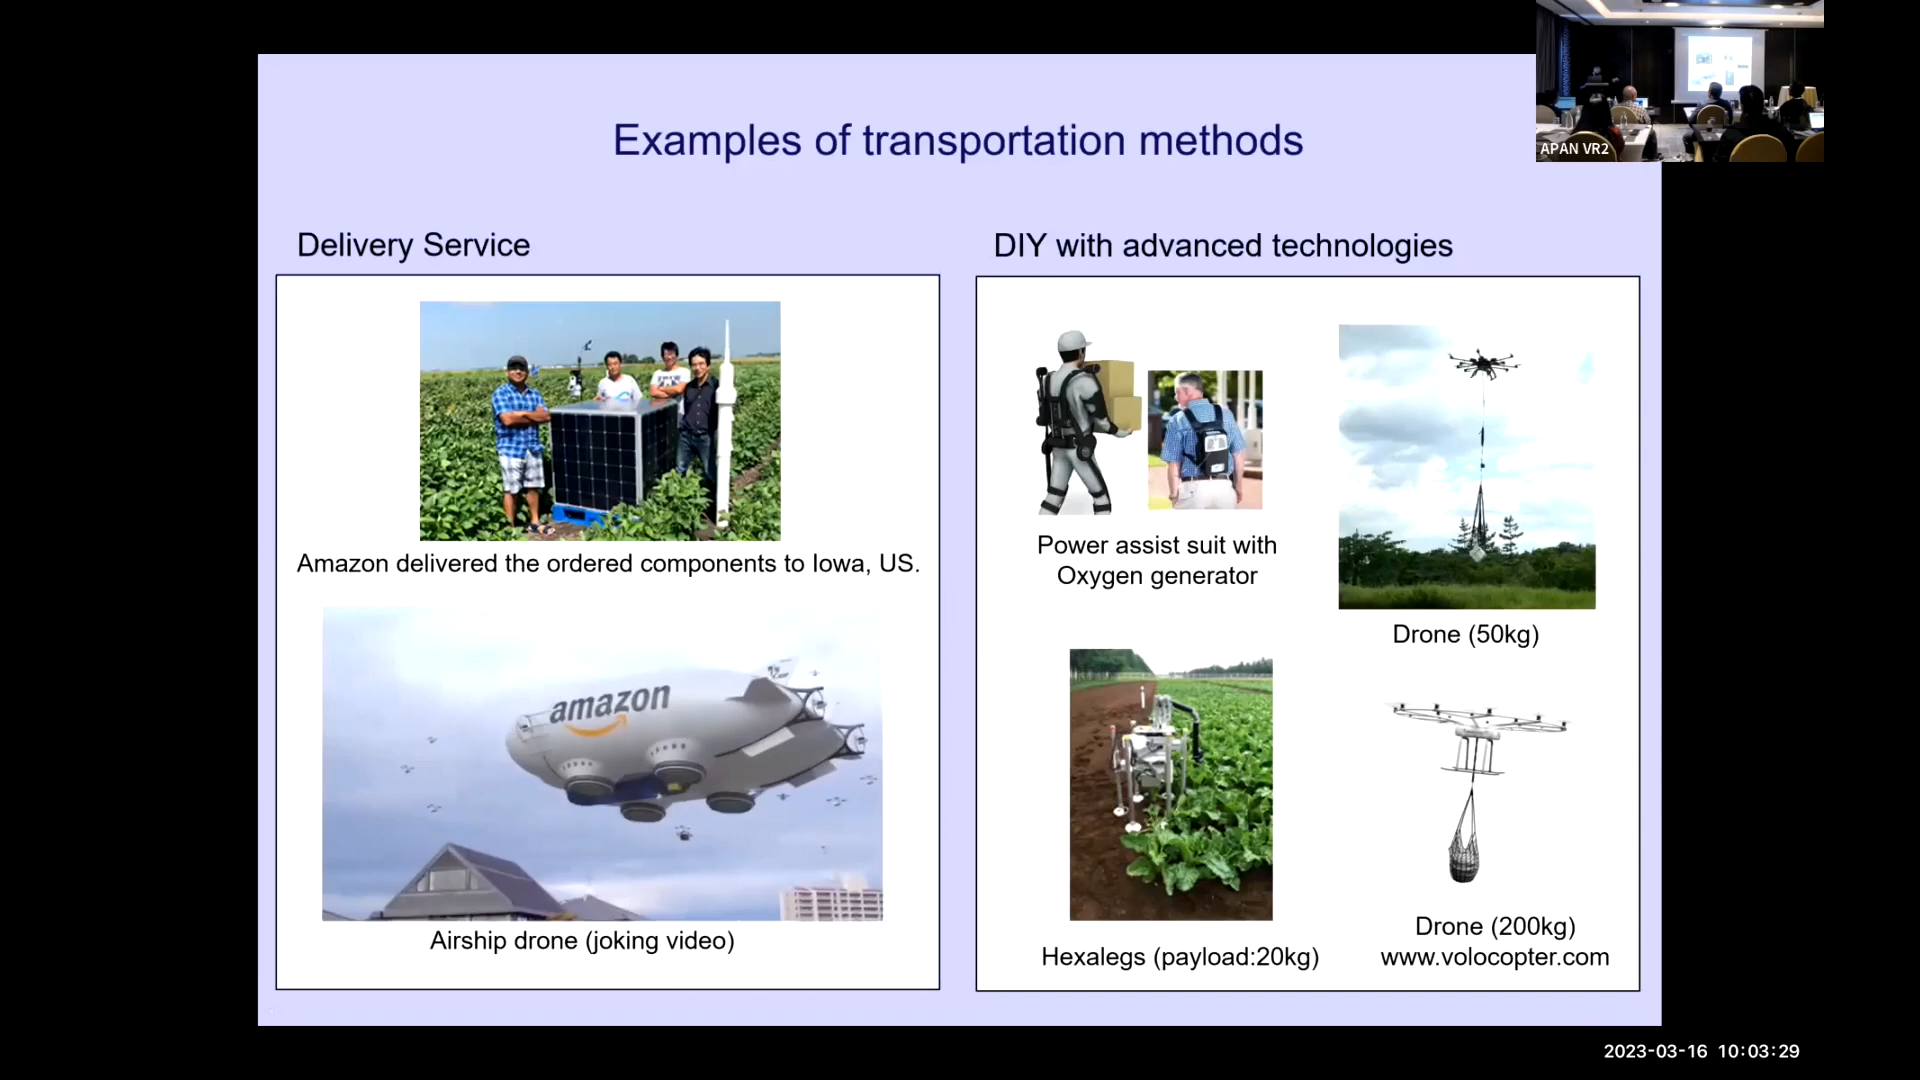 Examples of transportation methods
APAN VR2
Delivery Service
Amazon delivered the ordered components to Iowa, US.
amazon
Airship drone (joking video)
DIY with advanced technologies
Power assist suit with
Oxygen generator
Drone (50kg)
Hexalegs (payload:20kg)
Drone (200kg)
www.volocopter.com
2023-03-16 10:03:29